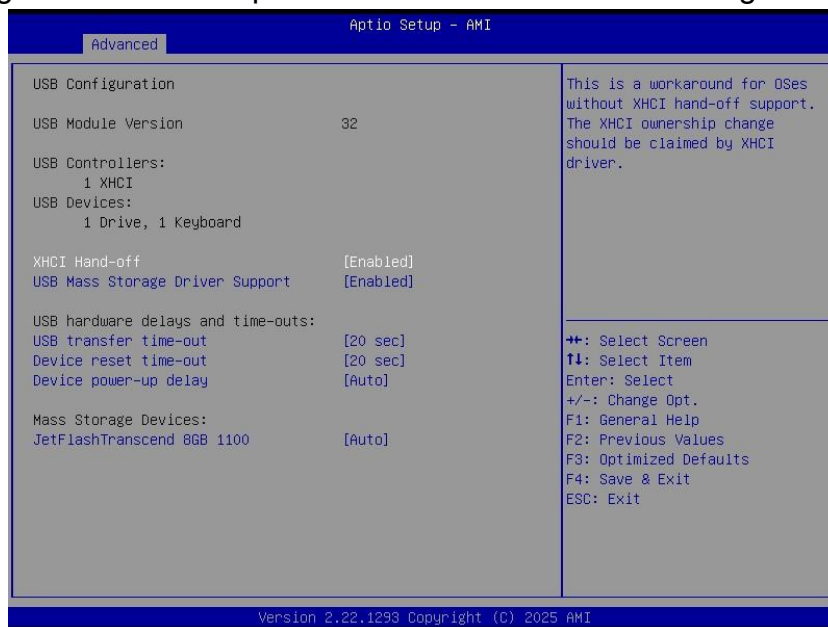 Aptio Setup - AMI
Advanced
USB Configuration
USB Module Version 32
USB Controllers:
1 XHCI
USB Devices:
1 Drive, 1 Keyboard
XHCI Hand-off [Enabled]
USB Mass Storage Driver Support [Enabled]
USB hardware delays and time-outs:
USB transfer time-out [20 sec]
Device reset time-out [20 sec]
Device power-up delay [Auto]
Mass Storage Devices:
JetFlashTranscend 8GB 1100 [Auto]
This is a workaround for OSes
without XHCI hand-off support.
The XHCI ownership change
should be claimed by XHCI
driver.
→←: Select Screen
↑↓: Select Item
Enter: Select
+/-: Change Opt.
F1: General Help
F2: Previous Values
F3: Optimized Defaults
F4: Save & Exit
ESC: Exit
Version 2.22.1293 Copyright (C) 2025 AMI